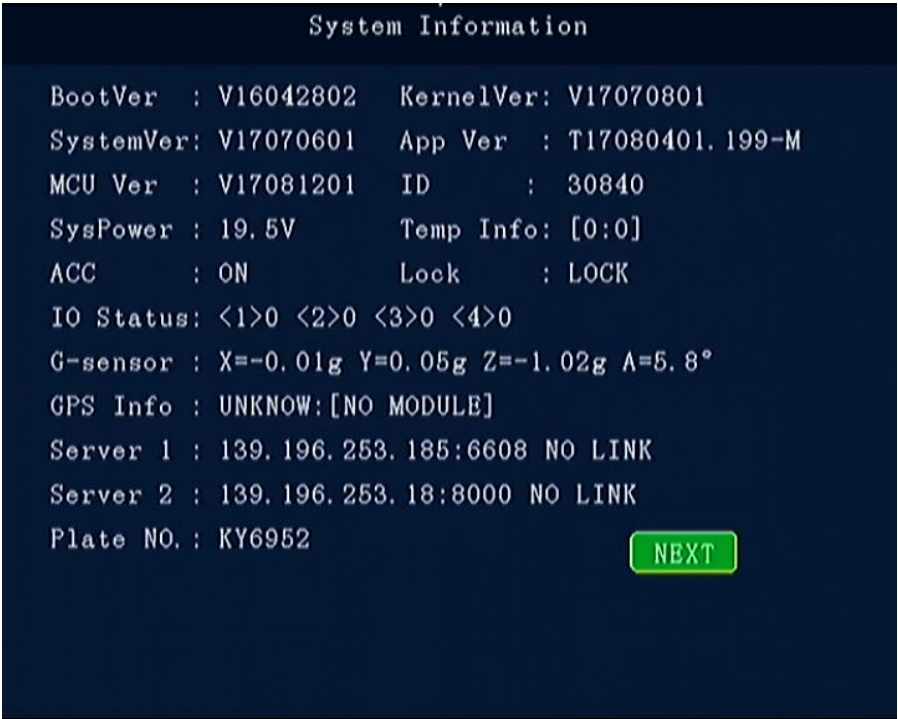 System Information
BootVer : V16042802 KernelVer: V17070801
SystemVer: V17070601 App Ver : T17080401.199-M
MCU Ver : V17081201 ID : 30840
SysPower : 19.5V Temp Info: [0:0]
ACC : ON Lock : LOCK
IO Status: <1>0 <2>0 <3>0 <4>0
G-sensor : X=-0.01g Y=0.05g Z=-1.02g A=5.8°
GPS Info : UNKNOW:[NO MODULE]
Server 1 : 139.196.253.185:6608 NO LINK
Server 2 : 139.196.253.18:8000 NO LINK
Plate NO.: KY6952
NEXT